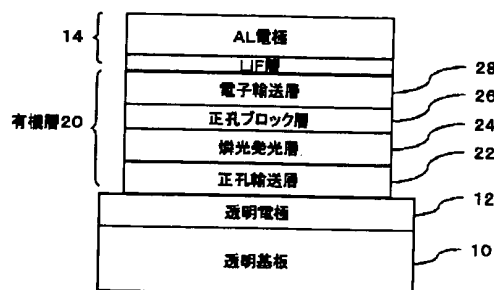 14
AL電極
LiF層
電子輸送層
28
正孔ブロック層
26
有機層20
燐光発光層
24
正孔輸送層
22
透明電極
12
透明基板
10